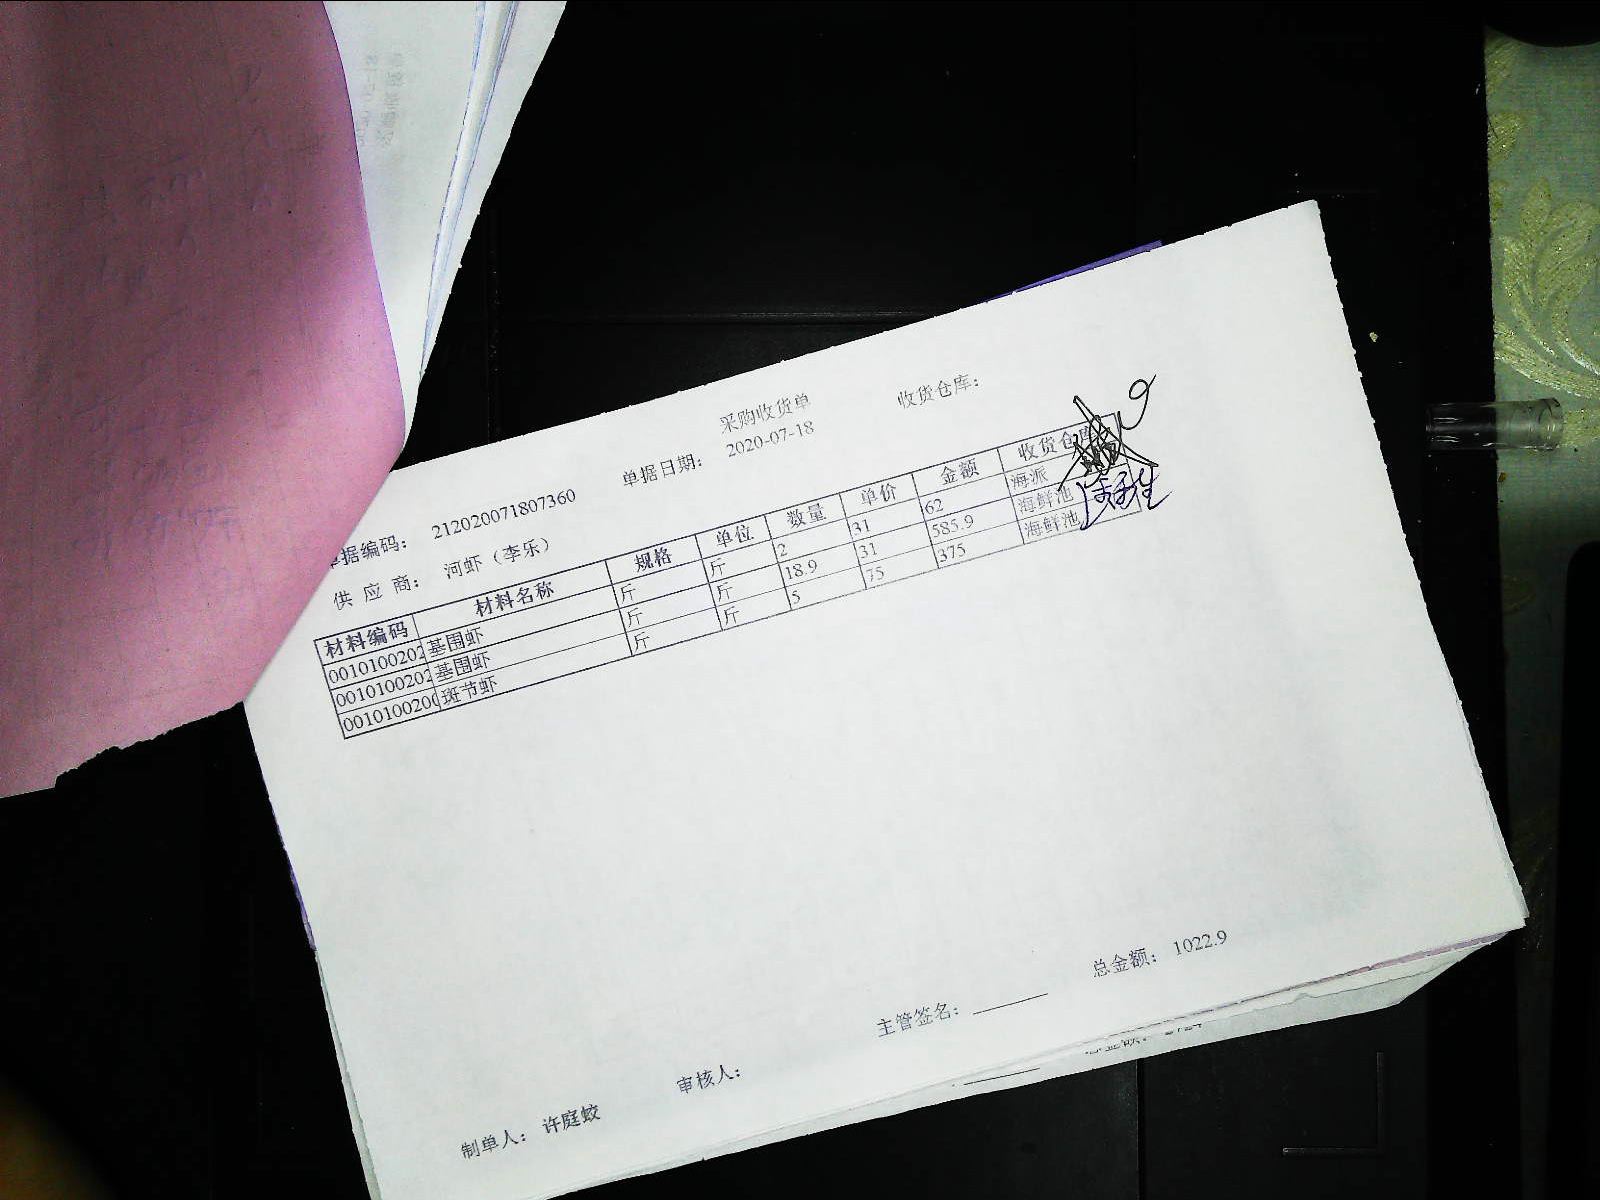 采购收货单 收货仓库：
单据编码： 212020071807360 单据日期： 2020-07-18
供 应 商： 河虾（李乐）
材料编码 材料名称 规格 单位 数量 单价 金额 收货仓库
0010100202 基围虾 斤 斤 2 31 62 海派
0010100202 基围虾 斤 斤 18.9 31 585.9 海鲜池
001010020 斑节虾 斤 斤 5 75 375 海鲜池
总金额： 1022.9
制单人： 许庭蛟 审核人： 主管签名：